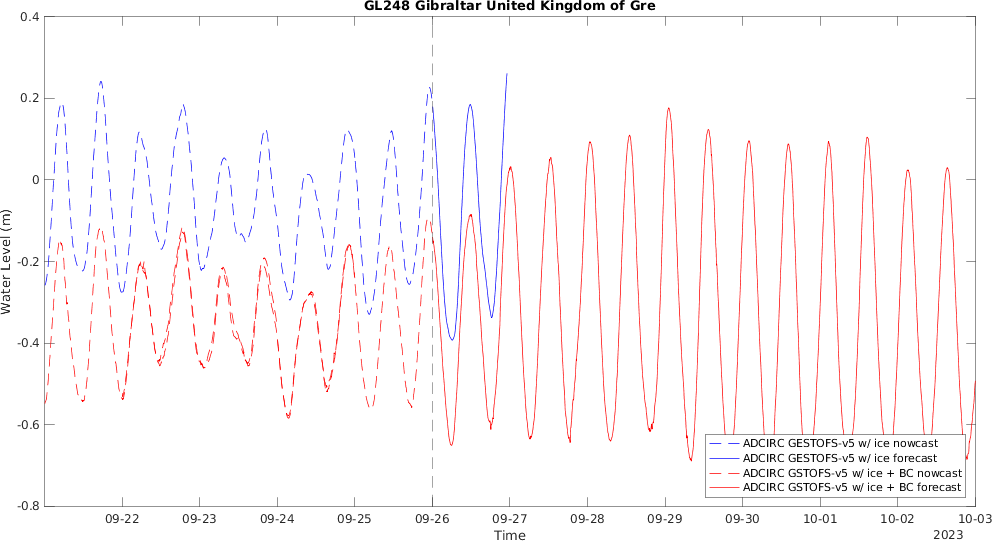 GL248 Gibraltar United Kingdom of Gre
0.4
0.2
0
-0.2
-0.4
-0.6
-0.8
Water Level (m)
ADCIRC GESTOFS-v5 w/ ice nowcast
ADCIRC GESTOFS-v5 w/ ice forecast
ADCIRC GSTOFS-v5 w/ ice + BC nowcast
ADCIRC GSTOFS-v5 w/ ice + BC forecast
09-22 09-23 09-24 09-25 09-26 09-27 09-28 09-29 09-30 10-01 10-02 10-03
Time
2023